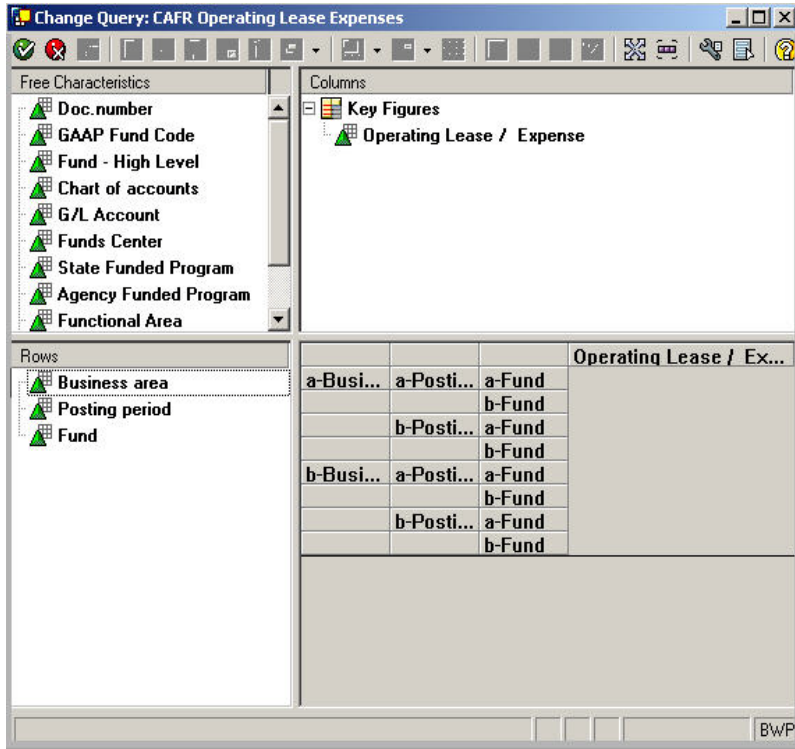 Change Query: CAFR Operating Lease Expenses
Free Characteristics
Doc.number
GAAP Fund Code
Fund - High Level
Chart of accounts
G/L Account
Funds Center
State Funded Program
Agency Funded Program
Functional Area
Columns
Key Figures
Operating Lease / Expense
Rows
Business area
Posting period
Fund
Operating Lease / Ex...
a-Busi... a-Posti... a-Fund
b-Fund
b-Posti... a-Fund
b-Fund
b-Busi... a-Posti... a-Fund
b-Fund
b-Posti... a-Fund
b-Fund
BWP